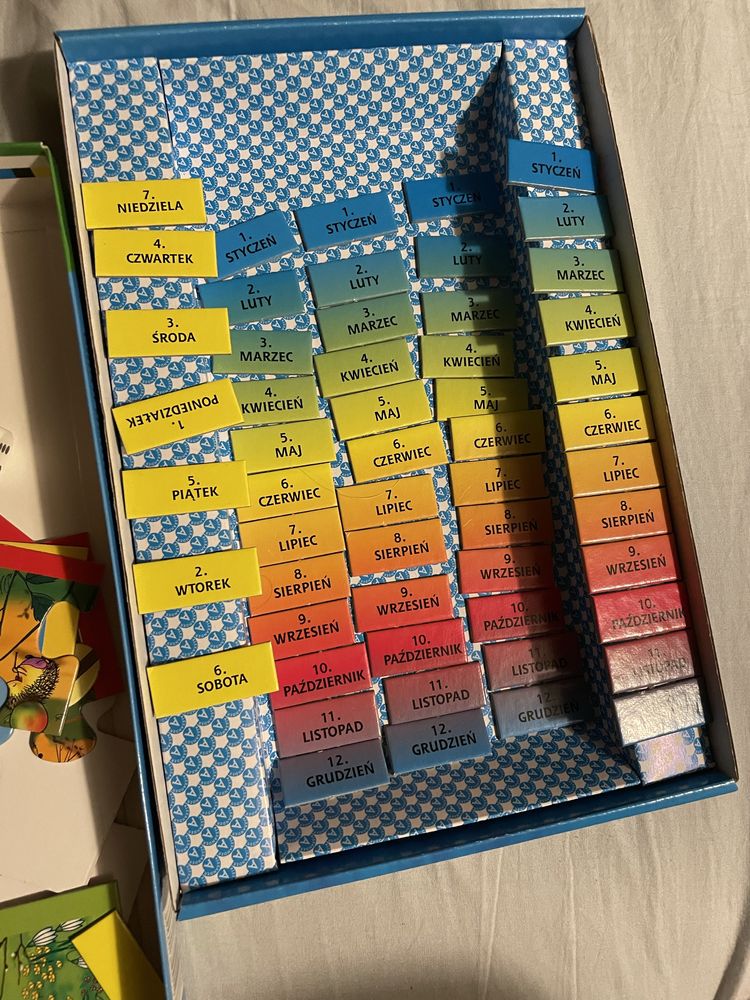 7.
NIEDZIELA
4.
CZWARTEK
3.
ŚRODA
1.
PONIEDZIAŁEK
5.
PIĄTEK
2.
WTOREK
6.
SOBOTA
1.
STYCZEŃ
2.
LUTY
3.
MARZEC
4.
KWIECIEŃ
5.
MAJ
6.
CZERWIEC
7.
LIPIEC
8.
SIERPIEŃ
9.
WRZESIEŃ
10.
PAŹDZIERNIK
11.
LISTOPAD
12.
GRUDZIEŃ
1.
STYCZEŃ
2.
LUTY
3.
MARZEC
4.
KWIECIEŃ
5.
MAJ
6.
CZERWIEC
7.
LIPIEC
8.
SIERPIEŃ
9.
WRZESIEŃ
10.
PAŹDZIERNIK
11.
LISTOPAD
12.
GRUDZIEŃ
1.
STYCZEŃ
2.
LUTY
3.
MARZEC
4.
KWIECIEŃ
5.
MAJ
6.
CZERWIEC
7.
LIPIEC
8.
SIERPIEŃ
9.
WRZESIEŃ
10.
PAŹDZIERNIK
11.
LISTOPAD
12.
GRUDZIEŃ
1.
STYCZEŃ
2.
LUTY
3.
MARZEC
4.
KWIECIEŃ
5.
MAJ
6.
CZERWIEC
7.
LIPIEC
8.
SIERPIEŃ
9.
WRZESIEŃ
10.
PAŹDZIERNIK
11.
LISTOPAD